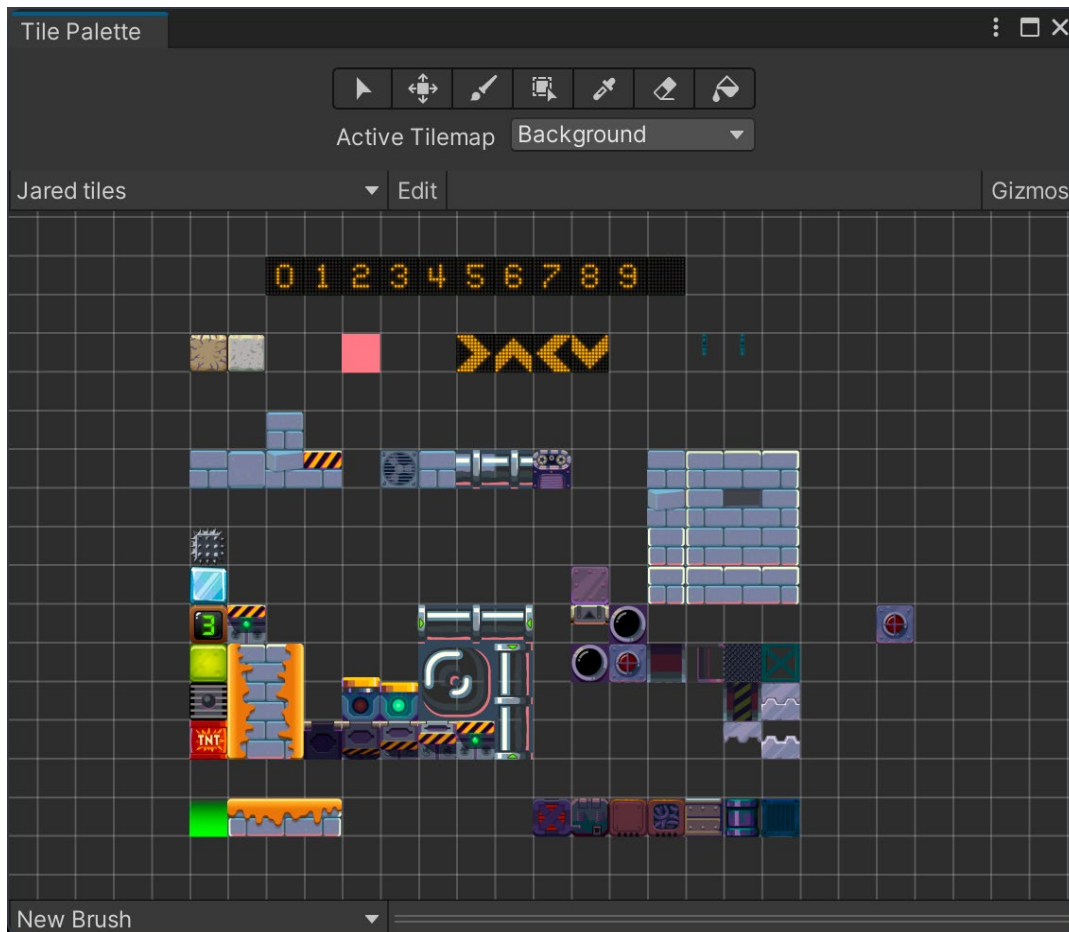 Tile Palette
Active Tilemap Background
Jared tiles Edit Gizmos
0 1 2 3 4 5 6 7 8 9
3
TNT
New Brush